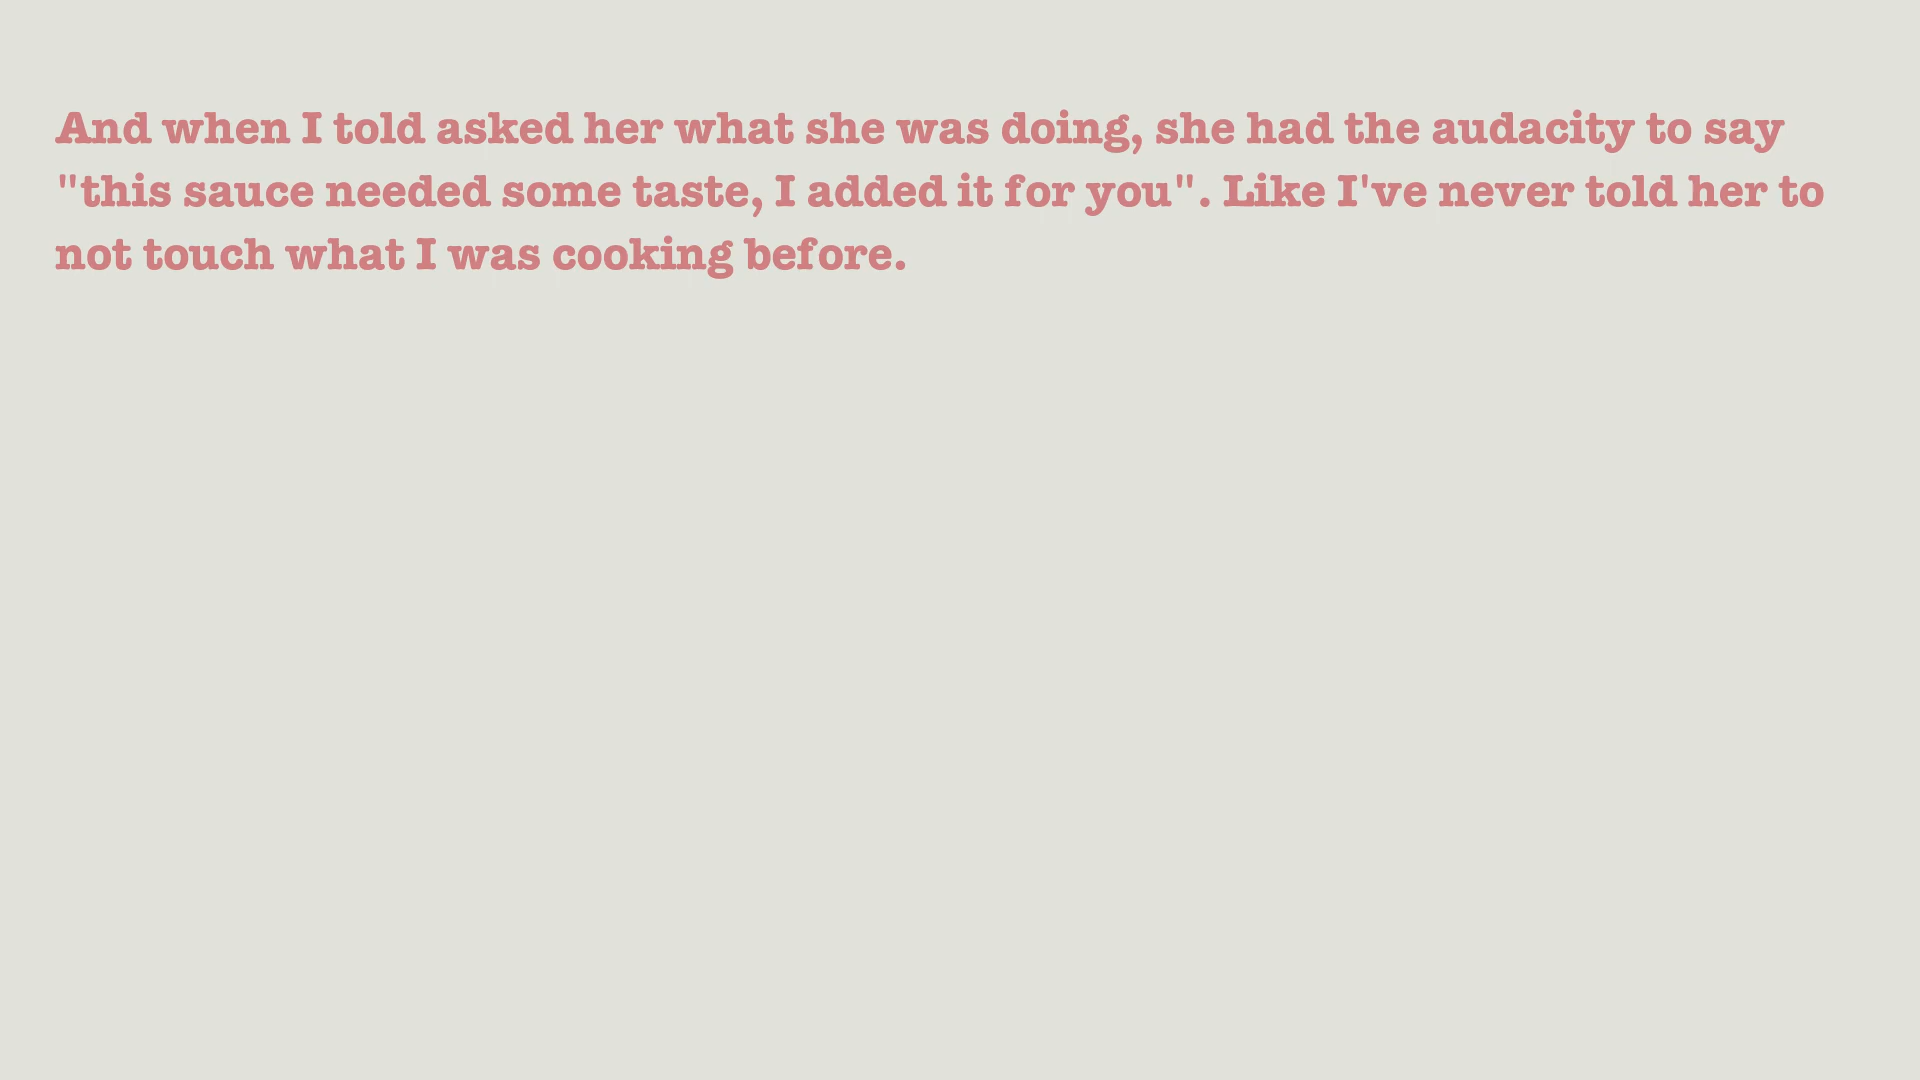 And when I told asked her what she was doing, she had the audacity to say
"this sauce needed some taste, I added it for you". Like I've never told her to
not touch what I was cooking before.